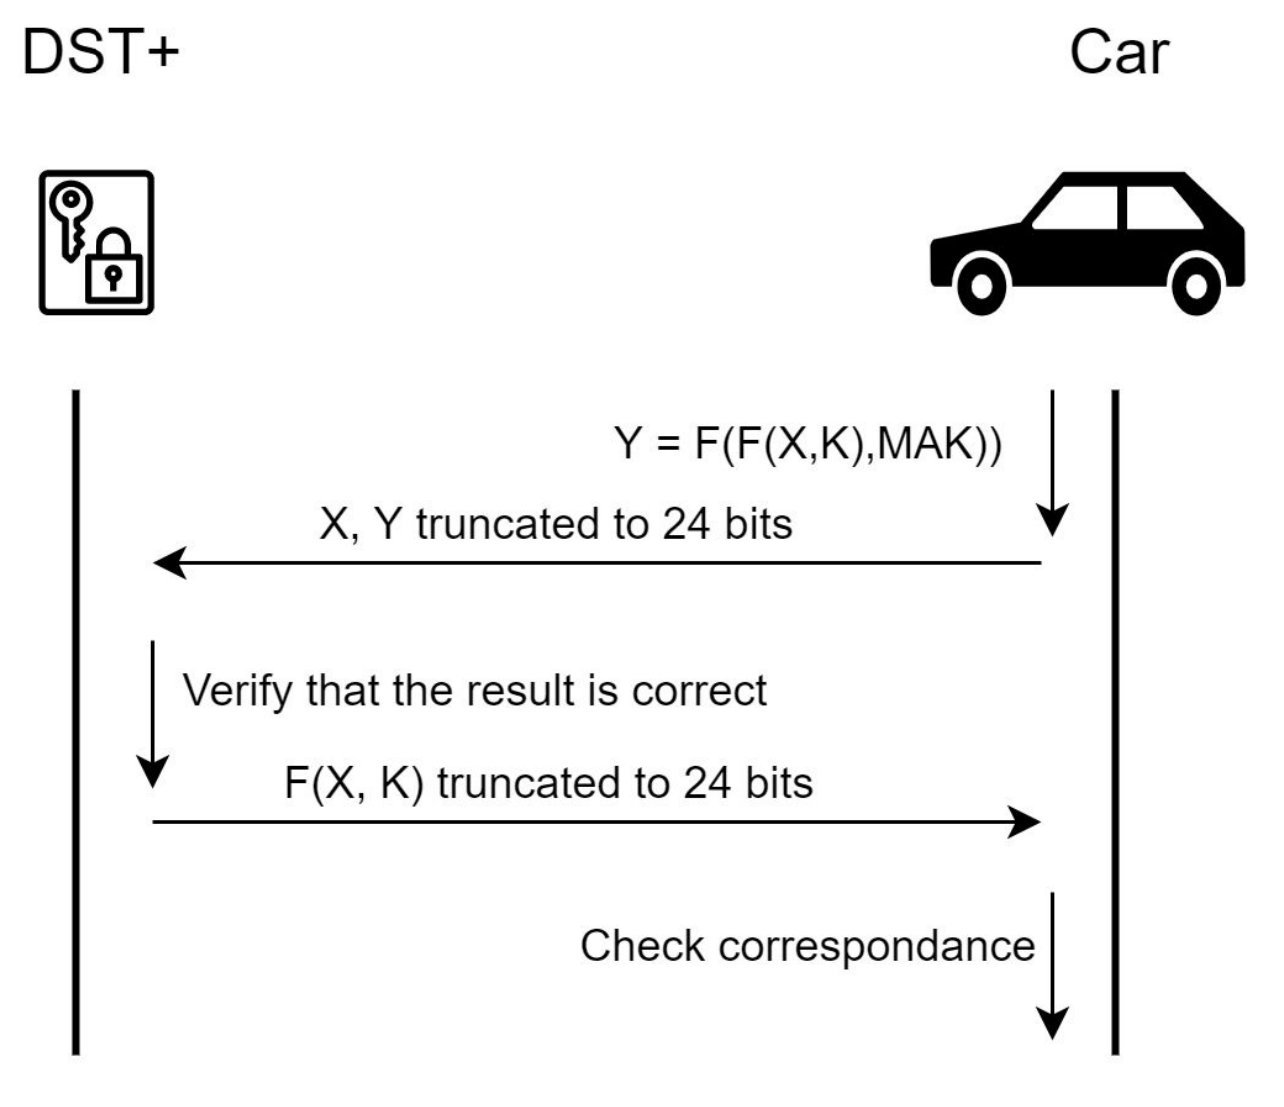 DST+
Car
Y = F(F(X,K),MAK))
X, Y truncated to 24 bits
Verify that the result is correct
F(X, K) truncated to 24 bits
Check correspondance